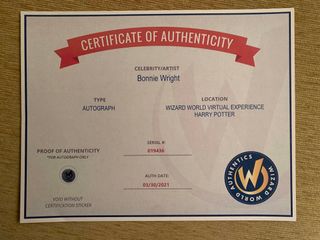 CERTIFICATE OF AUTHENTICITY
CELEBRITY/ARTIST
Bonnie Wright
TYPE
AUTOGRAPH
LOCATION
WIZARD WORLD VIRTUAL EXPERIENCE
HARRY POTTER
SERIAL #:
019436
PROOF OF AUTHENTICITY
*FOR AUTOGRAPH ONLY
AUTH DATE:
03/30/2021
VOID WITHOUT
CERTIFICATION STICKER
WIZARD WORLD
AUTHENTICS
W